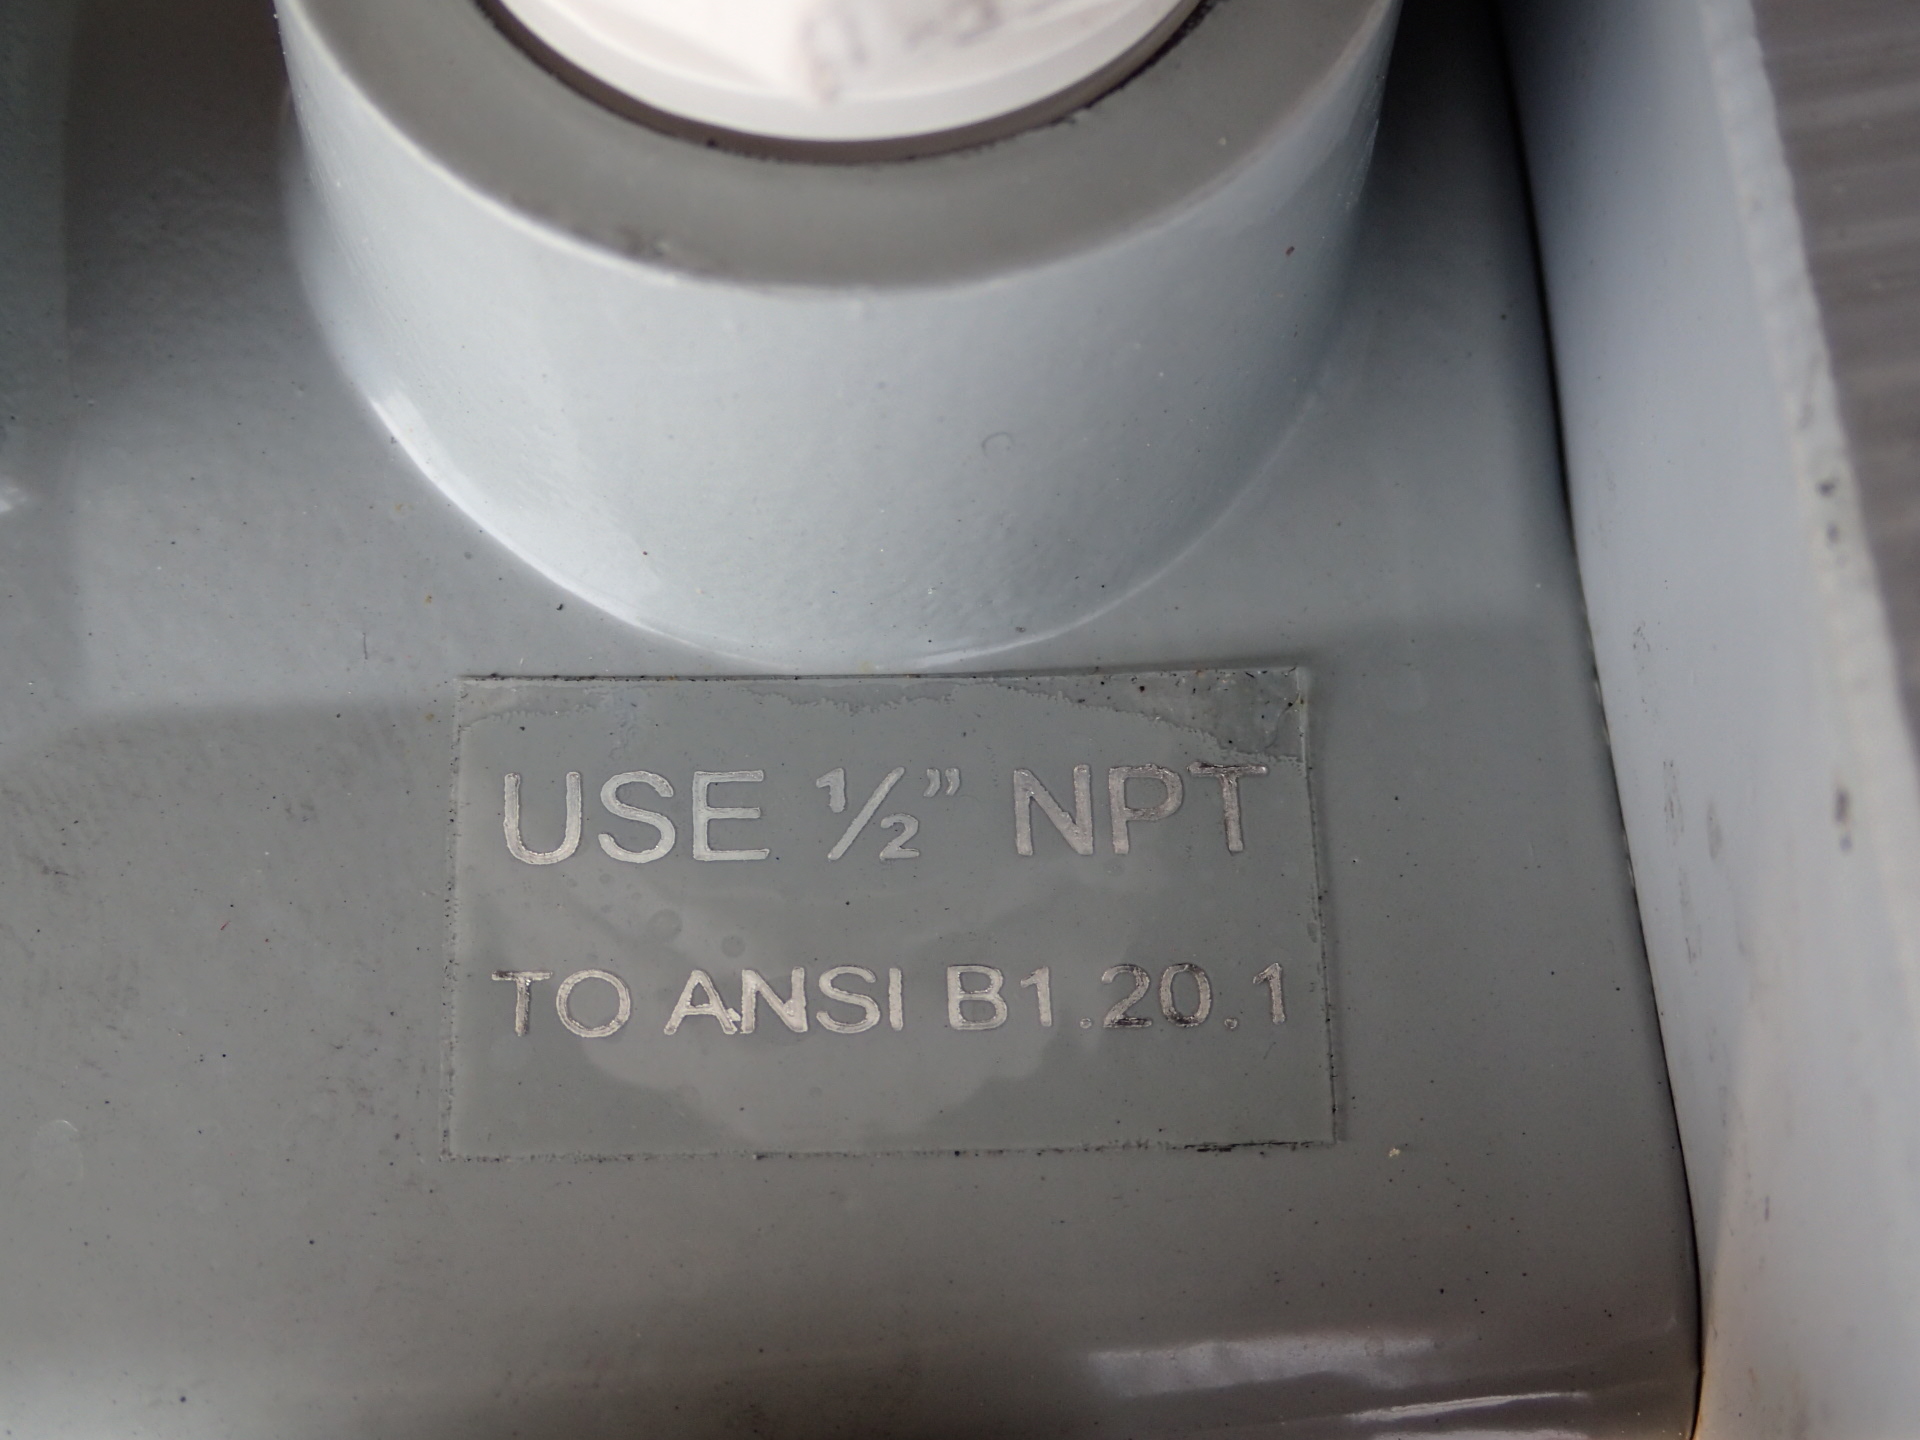 USE ½” NPT
TO ANSI B1.20.1